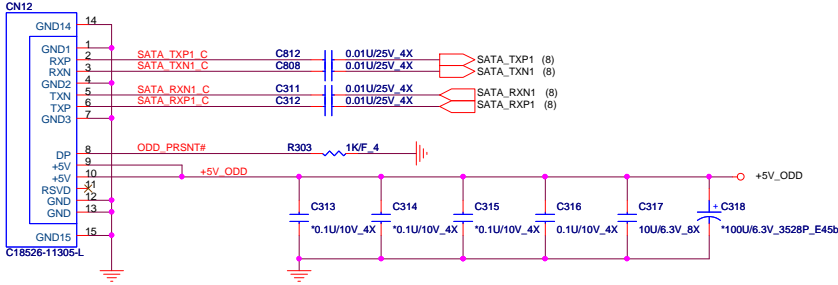 CN12
GND14 14
GND1 1
RXP 2 SATA_TXP1_C C812 0.01U/25V_4X SATA_TXP1 (8)
RXN 3 SATA_TXN1_C C808 0.01U/25V_4X SATA_TXN1 (8)
GND2 4
TXN 5 SATA_RXN1_C C311 0.01U/25V_4X SATA_RXN1 (8)
TXP 6 SATA_RXP1_C C312 0.01U/25V_4X SATA_RXP1 (8)
GND3 7
DP 8 ODD_PRSNT# R303 1K/F_4
+5V 9
+5V 10 +5V_ODD +5V_ODD
RSVD 11
GND 12
GND 13
C313 C314 C315 C316 C317 + C318
*0.1U/10V_4X *0.1U/10V_4X *0.1U/10V_4X 0.1U/10V_4X 10U/6.3V_8X *100U/6.3V_3528P_E45b
GND15 15
C18526-11305-L